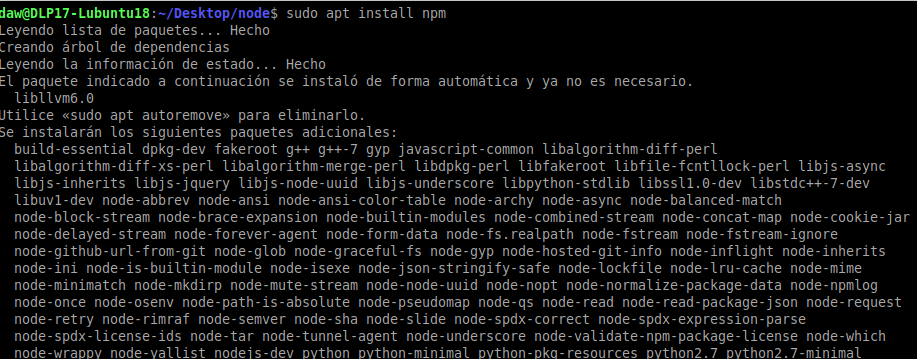 daw@DLP17-Lubuntu18:~/Desktop/node$ sudo apt install npm
Leyendo lista de paquetes... Hecho
Creando árbol de dependencias
Leyendo la información de estado... Hecho
El paquete indicado a continuación se instaló de forma automática y ya no es necesario.
libllvm6.0
Utilice «sudo apt autoremove» para eliminarlo.
Se instalarán los siguientes paquetes adicionales:
build-essential dpkg-dev fakeroot g++ g++-7 gyp javascript-common libalgorithm-diff-perl
libalgorithm-diff-xs-perl libalgorithm-merge-perl libdpkg-perl libfakeroot libfile-fcntllock-perl libjs-async
libjs-inherits libjs-jquery libjs-node-uuid libjs-underscore libpython-stdlib libssl1.0-dev libstdc++-7-dev
libuv1-dev node-abbrev node-ansi node-ansi-color-table node-archy node-async node-balanced-match
node-block-stream node-brace-expansion node-builtin-modules node-combined-stream node-concat-map node-cookie-jar
node-delayed-stream node-forever-agent node-form-data node-fs.realpath node-fstream node-fstream-ignore
node-github-url-from-git node-glob node-graceful-fs node-gyp node-hosted-git-info node-inflight node-inherits
node-ini node-is-builtin-module node-isexe node-json-stringify-safe node-lockfile node-lru-cache node-mime
node-minimatch node-mkdirp node-mute-stream node-node-uuid node-nopt node-normalize-package-data node-npmlog
node-once node-osenv node-path-is-absolute node-pseudomap node-qs node-read node-read-package-json node-request
node-retry node-rimraf node-semver node-sha node-slide node-spdx-correct node-spdx-expression-parse
node-spdx-license-ids node-tar node-tunnel-agent node-underscore node-validate-npm-package-license node-which
node-wrappy node-yallist nodejs-dev python python-minimal python-pkg-resources python2.7 python2.7-minimal